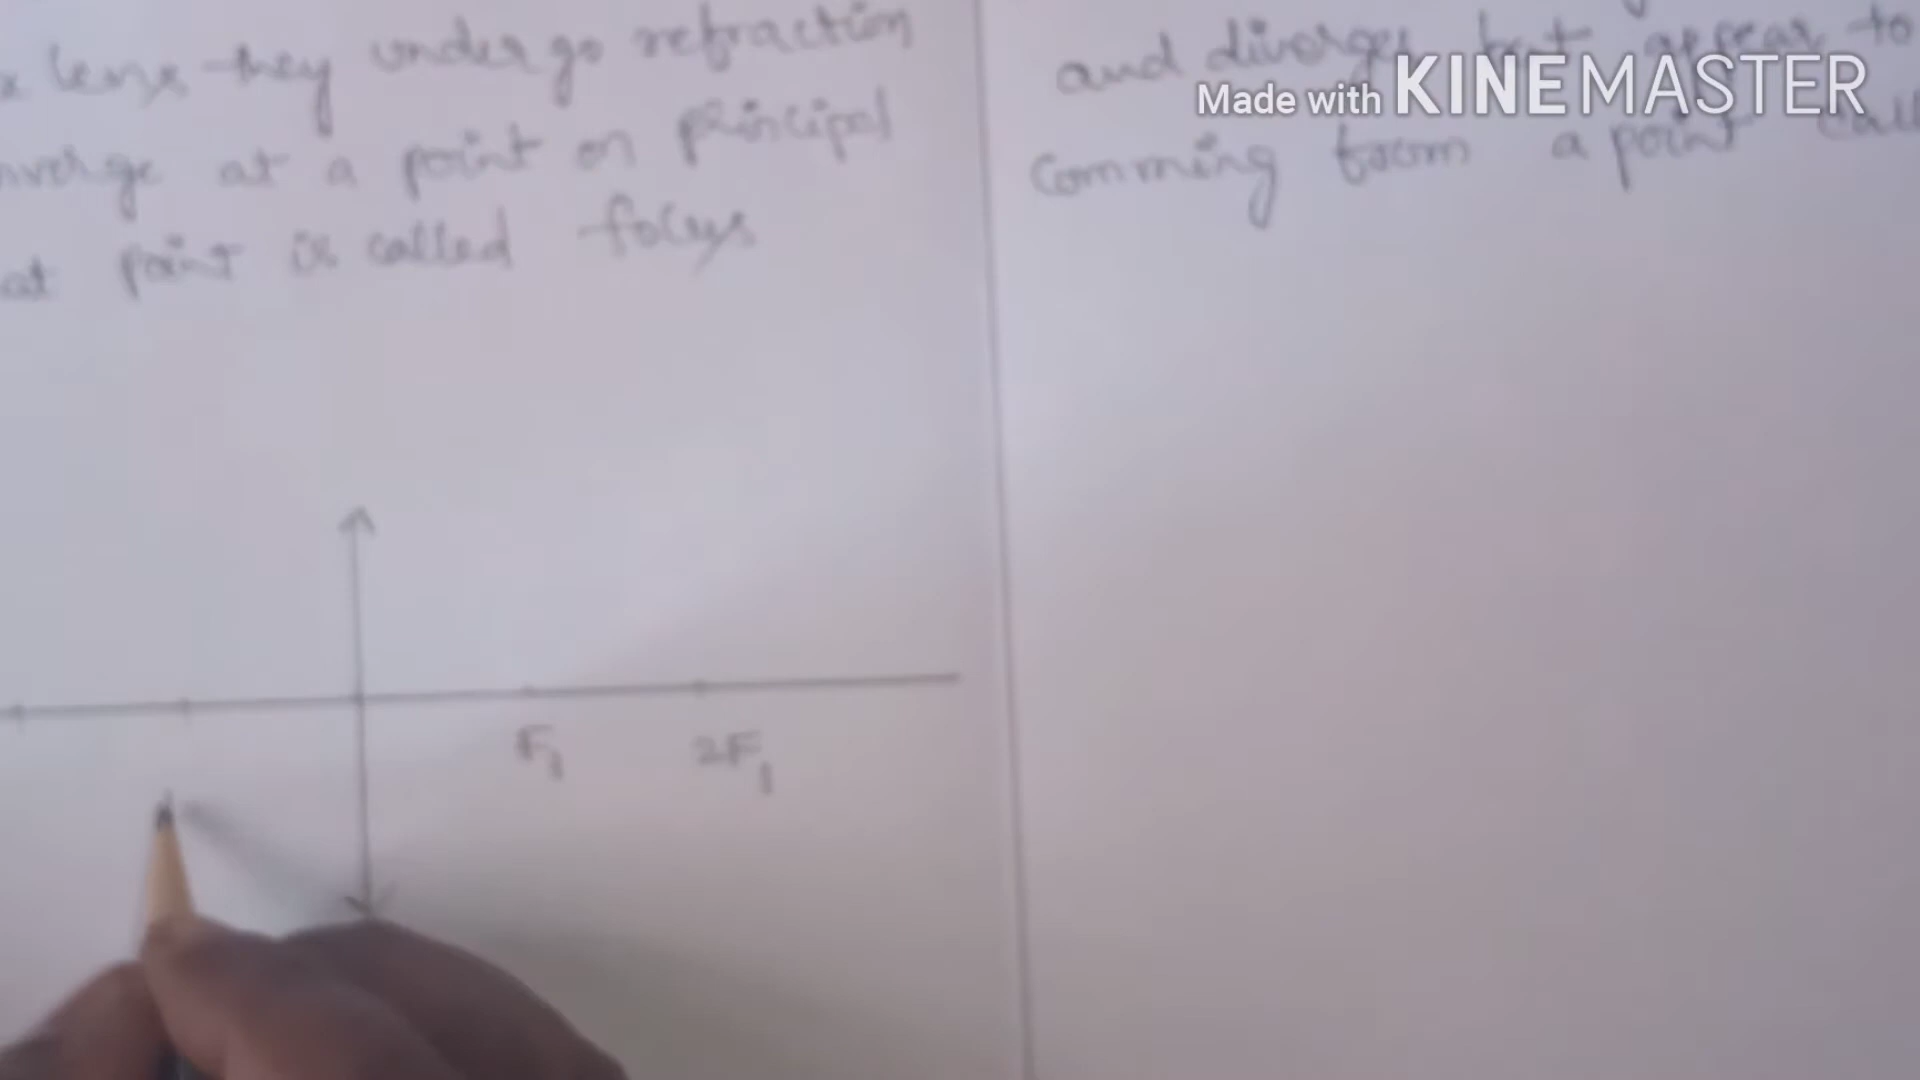 x lens they undergo refraction
nverge at a point on principal
at point is called focus
and diverge but appear to
comming from a point call
Made with KINEMASTER
F1
2F1